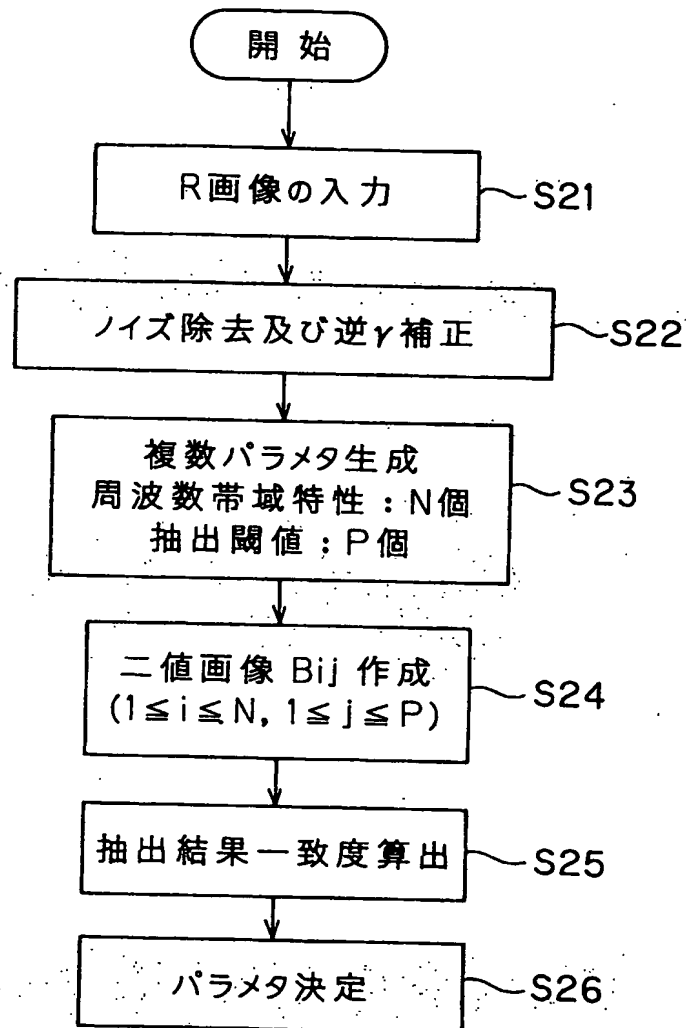 開始
R画像の入力
S21
ノイズ除去及び逆γ補正
S22
複数パラメタ生成
周波数帯域特性：N個
抽出閾値：P個
S23
二値画像 Bij 作成
(1≦i≦N, 1≦j≦P)
S24
抽出結果一致度算出
S25
パラメタ決定
S26